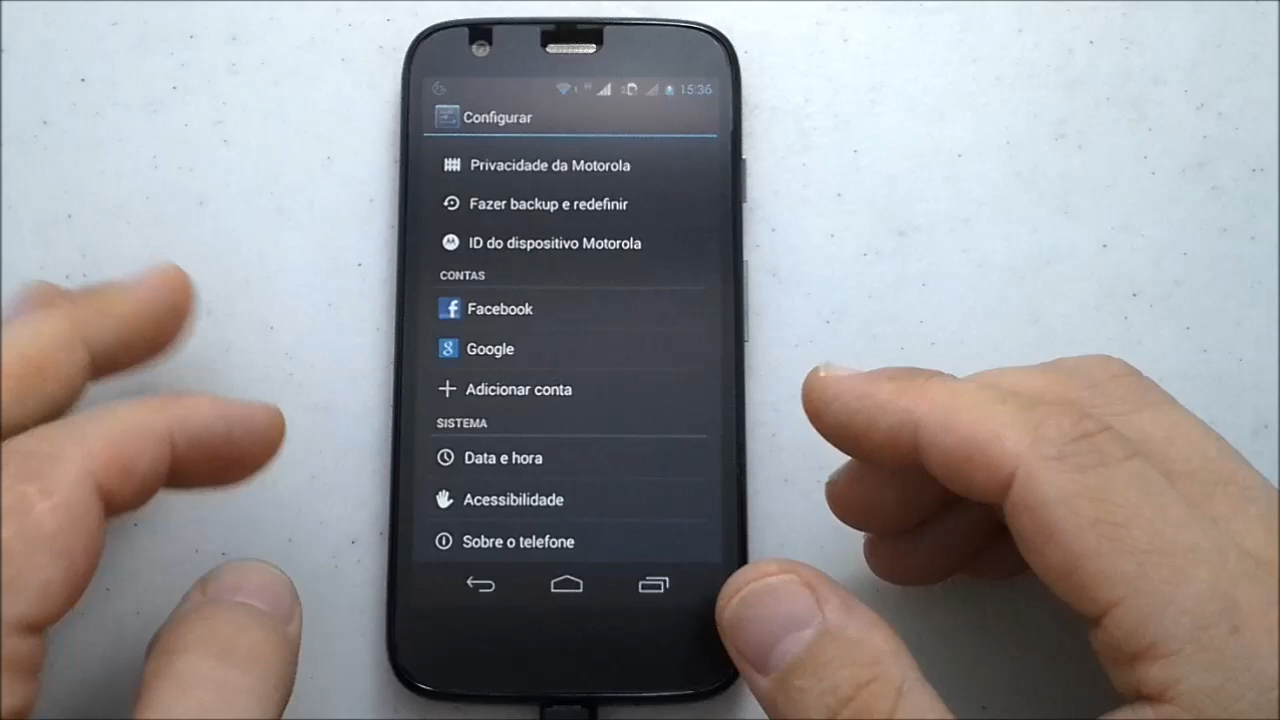 15:36
Configurar
Privacidade da Motorola
Fazer backup e redefinir
ID do dispositivo Motorola
CONTAS
Facebook
Google
Adicionar conta
SISTEMA
Data e hora
Acessibilidade
Sobre o telefone